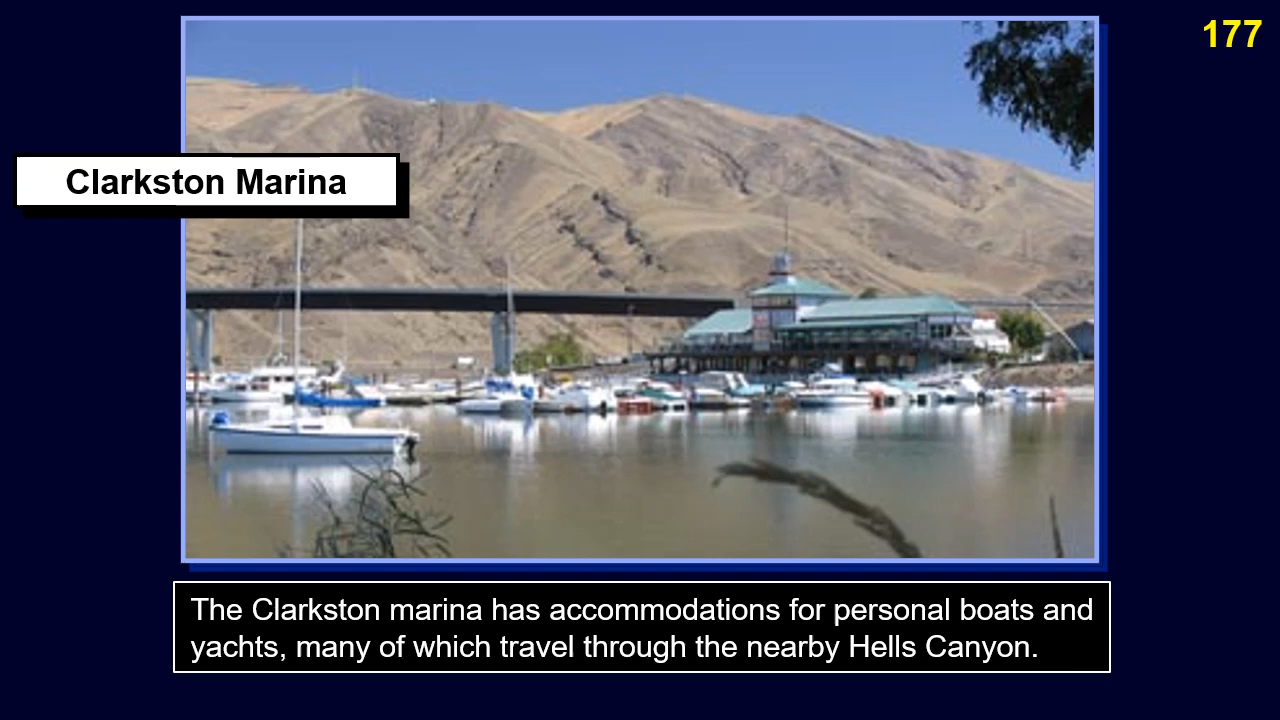 177
Clarkston Marina
The Clarkston marina has accommodations for personal boats and
yachts, many of which travel through the nearby Hells Canyon.